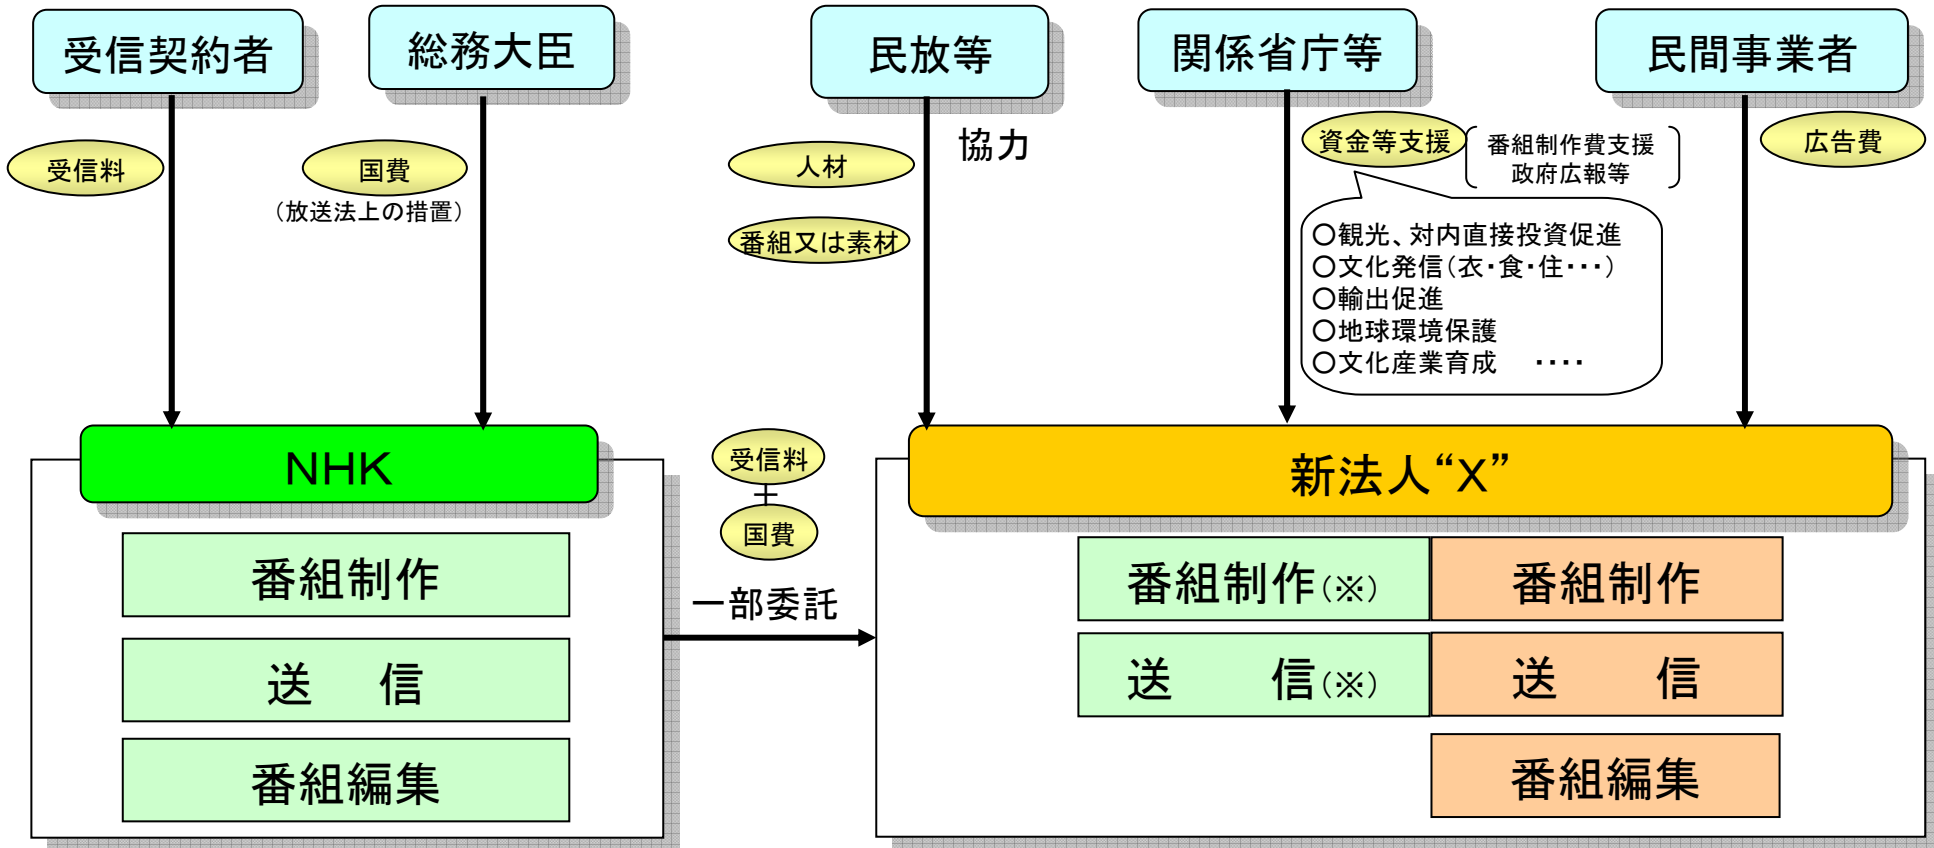 受信契約者
総務大臣
民放等
関係省庁等
民間事業者
受信料
国費
(放送法上の措置)
人材
番組又は素材
協力
資金等支援
番組制作費支援
政府広報等
広告費
○観光、対内直接投資促進
○文化発信(衣・食・住・・・)
○輸出促進
○地球環境保護
○文化産業育成 ・・・・
NHK
番組制作
送 信
番組編集
受信料
+
国費
一部委託
新法人“X”
番組制作(※)
番組制作
送 信(※)
送 信
番組編集